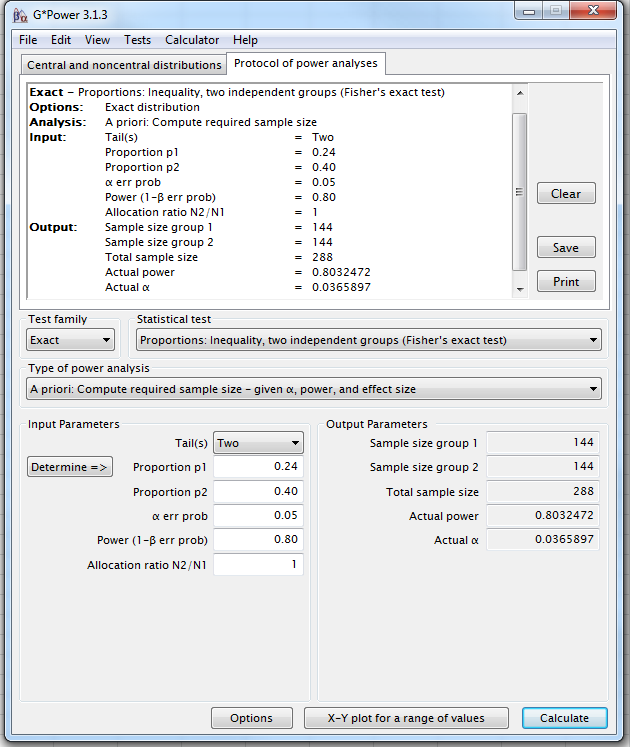 G*Power 3.1.3
File Edit View Tests Calculator Help
Central and noncentral distributions Protocol of power analyses
Exact – Proportions: Inequality, two independent groups (Fisher's exact test)
Options: Exact distribution
Analysis: A priori: Compute required sample size
Input: Tail(s) = Two
Proportion p1 = 0.24
Proportion p2 = 0.40
α err prob = 0.05
Power (1-β err prob) = 0.80
Allocation ratio N2/N1 = 1
Output: Sample size group 1 = 144
Sample size group 2 = 144
Total sample size = 288
Actual power = 0.8032472
Actual α = 0.0365897
Clear
Save
Print
Test family Statistical test
Exact Proportions: Inequality, two independent groups (Fisher's exact test)
Type of power analysis
A priori: Compute required sample size – given α, power, and effect size
Input Parameters
Tail(s) Two
Determine => Proportion p1 0.24
Proportion p2 0.40
α err prob 0.05
Power (1-β err prob) 0.80
Allocation ratio N2/N1 1
Output Parameters
Sample size group 1 144
Sample size group 2 144
Total sample size 288
Actual power 0.8032472
Actual α 0.0365897
Options X-Y plot for a range of values Calculate